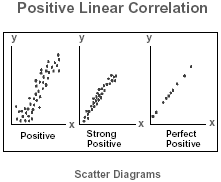 Positive Linear Correlation
y y y
x x x
Positive Strong Positive Perfect Positive
Scatter Diagrams